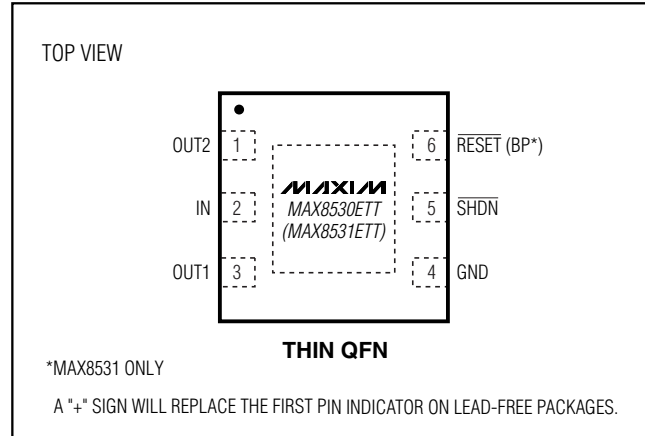 TOP VIEW
OUT2 1
6 RESET (BP*)
MAXIM
MAX8530ETT
(MAX8531ETT)
IN 2
5 SHDN
OUT1 3
4 GND
THIN QFN
*MAX8531 ONLY
A "+" SIGN WILL REPLACE THE FIRST PIN INDICATOR ON LEAD-FREE PACKAGES.